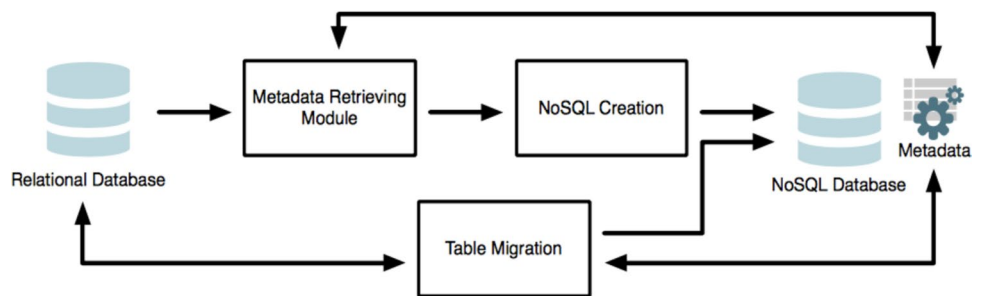 Metadata Retrieving
Module
NoSQL Creation
Metadata
Relational Database
NoSQL Database
Table Migration